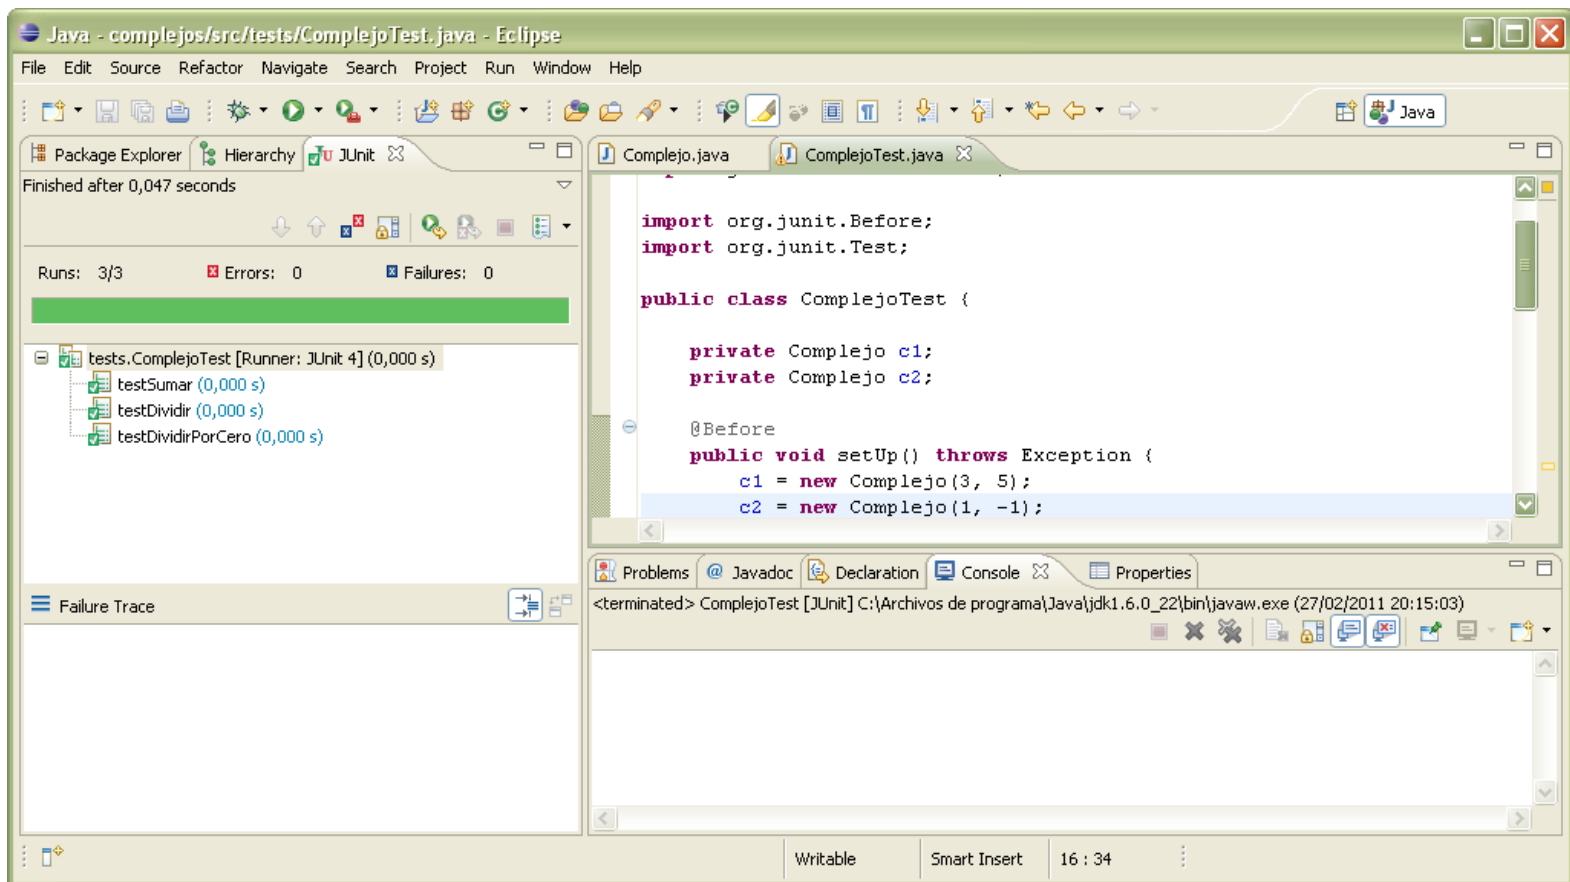 Java - complejos/src/tests/ComplejoTest.java - Eclipse
File Edit Source Refactor Navigate Search Project Run Window Help
Java
Package Explorer Hierarchy JUnit
Finished after 0,047 seconds
Runs: 3/3 Errors: 0 Failures: 0
tests.ComplejoTest [Runner: JUnit 4] (0,000 s)
testSumar (0,000 s)
testDividir (0,000 s)
testDividirPorCero (0,000 s)
Failure Trace
Complejo.java ComplejoTest.java
import org.junit.Before;
import org.junit.Test;
public class ComplejoTest {
private Complejo c1;
private Complejo c2;
@Before
public void setUp() throws Exception {
c1 = new Complejo(3, 5);
c2 = new Complejo(1, -1);
Problems @ Javadoc Declaration Console Properties
<terminated> ComplejoTest [JUnit] C:\Archivos de programa\Java\jdk1.6.0_22\bin\javaw.exe (27/02/2011 20:15:03)
Writable Smart Insert 16 : 34